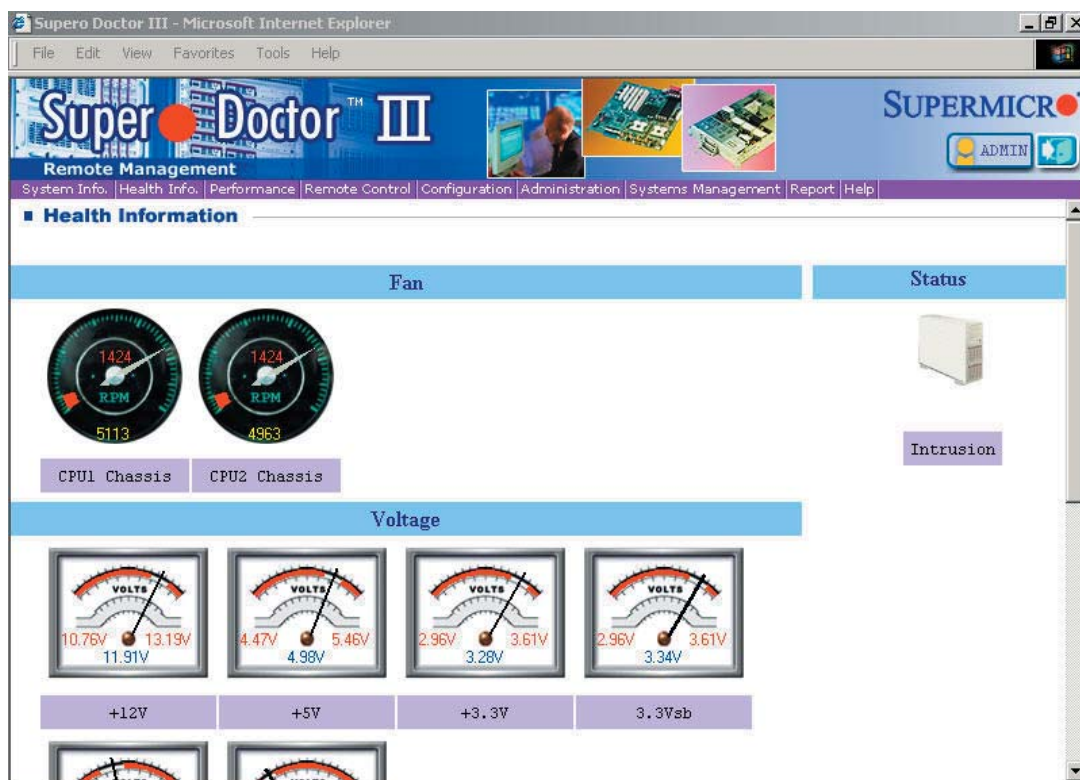 Supero Doctor III - Microsoft Internet Explorer
File Edit View Favorites Tools Help
Super Doctor™ III
Remote Management
SUPERMICR
ADMIN
System Info. Health Info. Performance Remote Control Configuration Administration Systems Management Report Help
Health Information
Fan
Status
1424
RPM
5113
1424
RPM
4963
CPU1 Chassis
CPU2 Chassis
Intrusion
Voltage
VOLTS
10.76V 13.19V
11.91V
VOLTS
4.47V 5.46V
4.98V
VOLTS
2.96V 3.61V
3.28V
VOLTS
2.96V 3.61V
3.34V
+12V
+5V
+3.3V
3.3Vsb